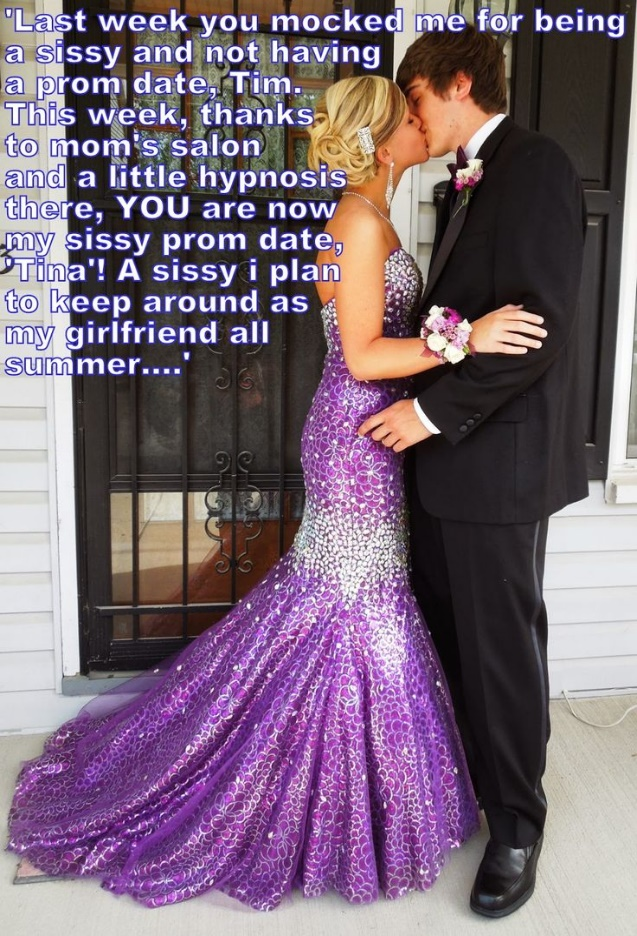 'Last week you mocked me for being
a sissy and not having
a prom date, Tim.
This week, thanks
to mom's salon
and a little hypnosis
there, YOU are now
my sissy prom date,
'Tina'! A sissy i plan
to keep around as
my girlfriend all
summer....'